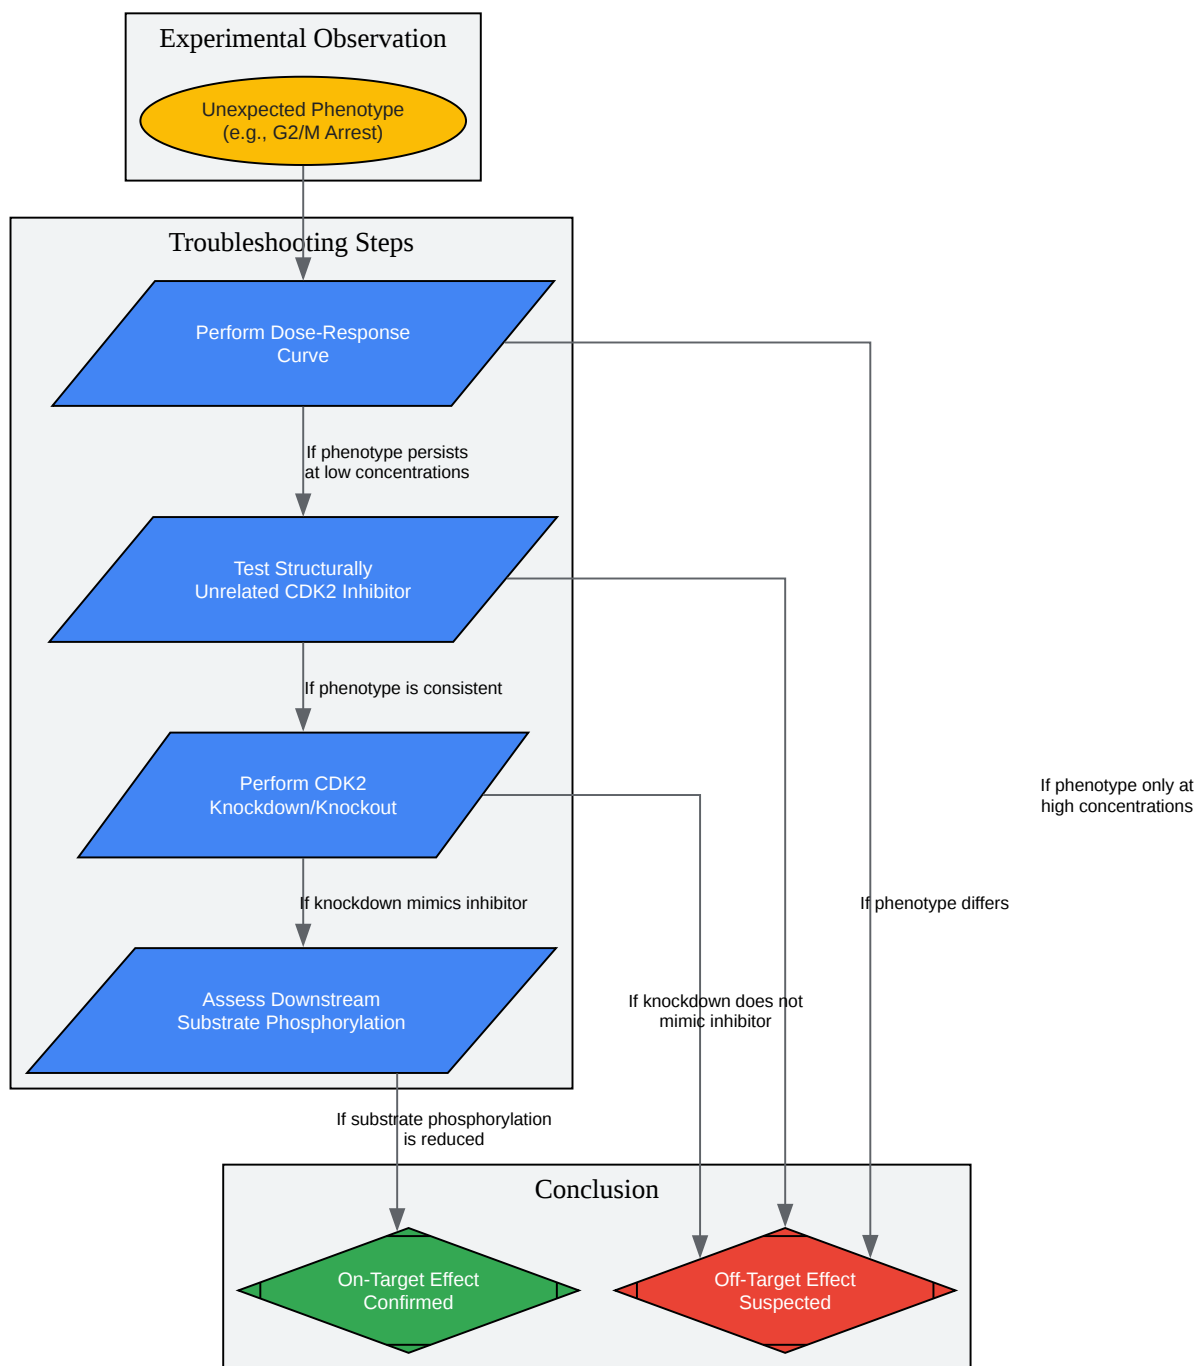 Experimental Observation
Unexpected Phenotype
(e.g., G2/M Arrest)
Troubleshooting Steps
Perform Dose-Response
Curve
If phenotype persists
at low concentrations
Test Structurally
Unrelated CDK2 Inhibitor
If phenotype is consistent
Perform CDK2
Knockdown/Knockout
If phenotype only at
high concentrations
If knockdown mimics inhibitor
If phenotype differs
Assess Downstream
Substrate Phosphorylation
If knockdown does not
mimic inhibitor
If substrate phosphorylation
is reduced
Conclusion
On-Target Effect
Confirmed
Off-Target Effect
Suspected